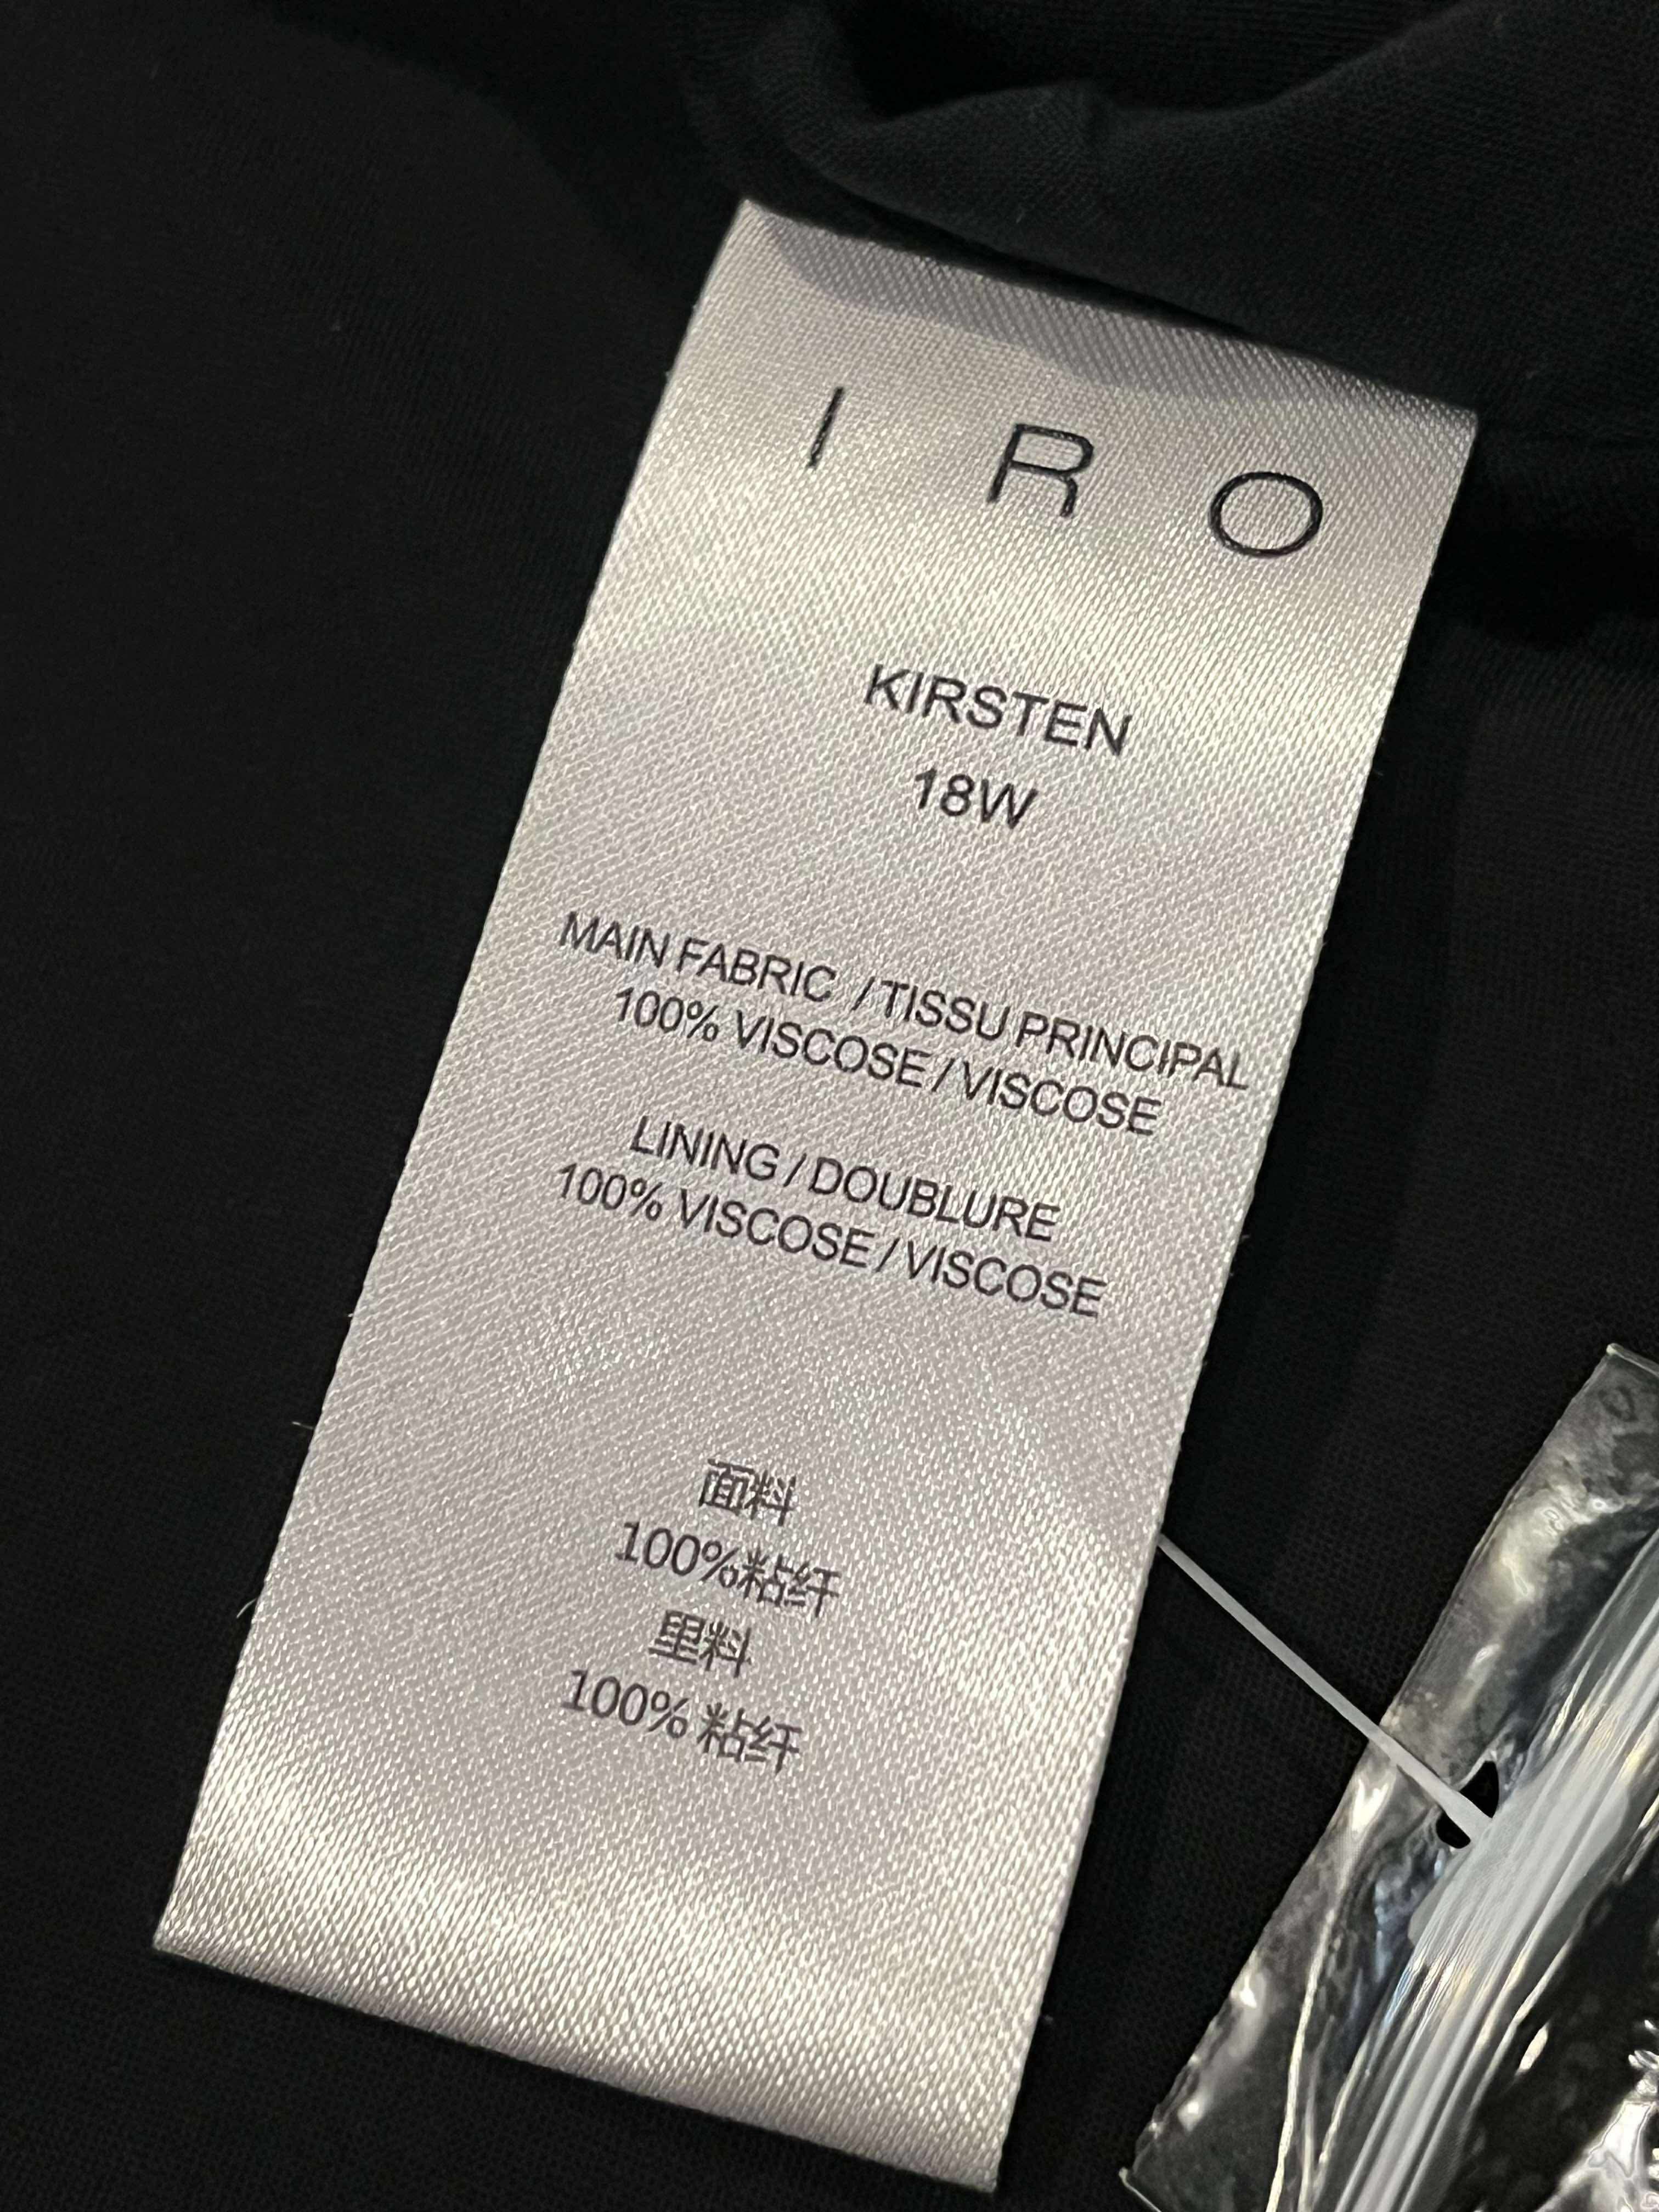 I R O
KIRSTEN
18W
MAIN FABRIC / TISSU PRINCIPAL
100% VISCOSE / VISCOSE
LINING / DOUBLURE
100% VISCOSE / VISCOSE
面料
100%粘纤
里料
100% 粘纤